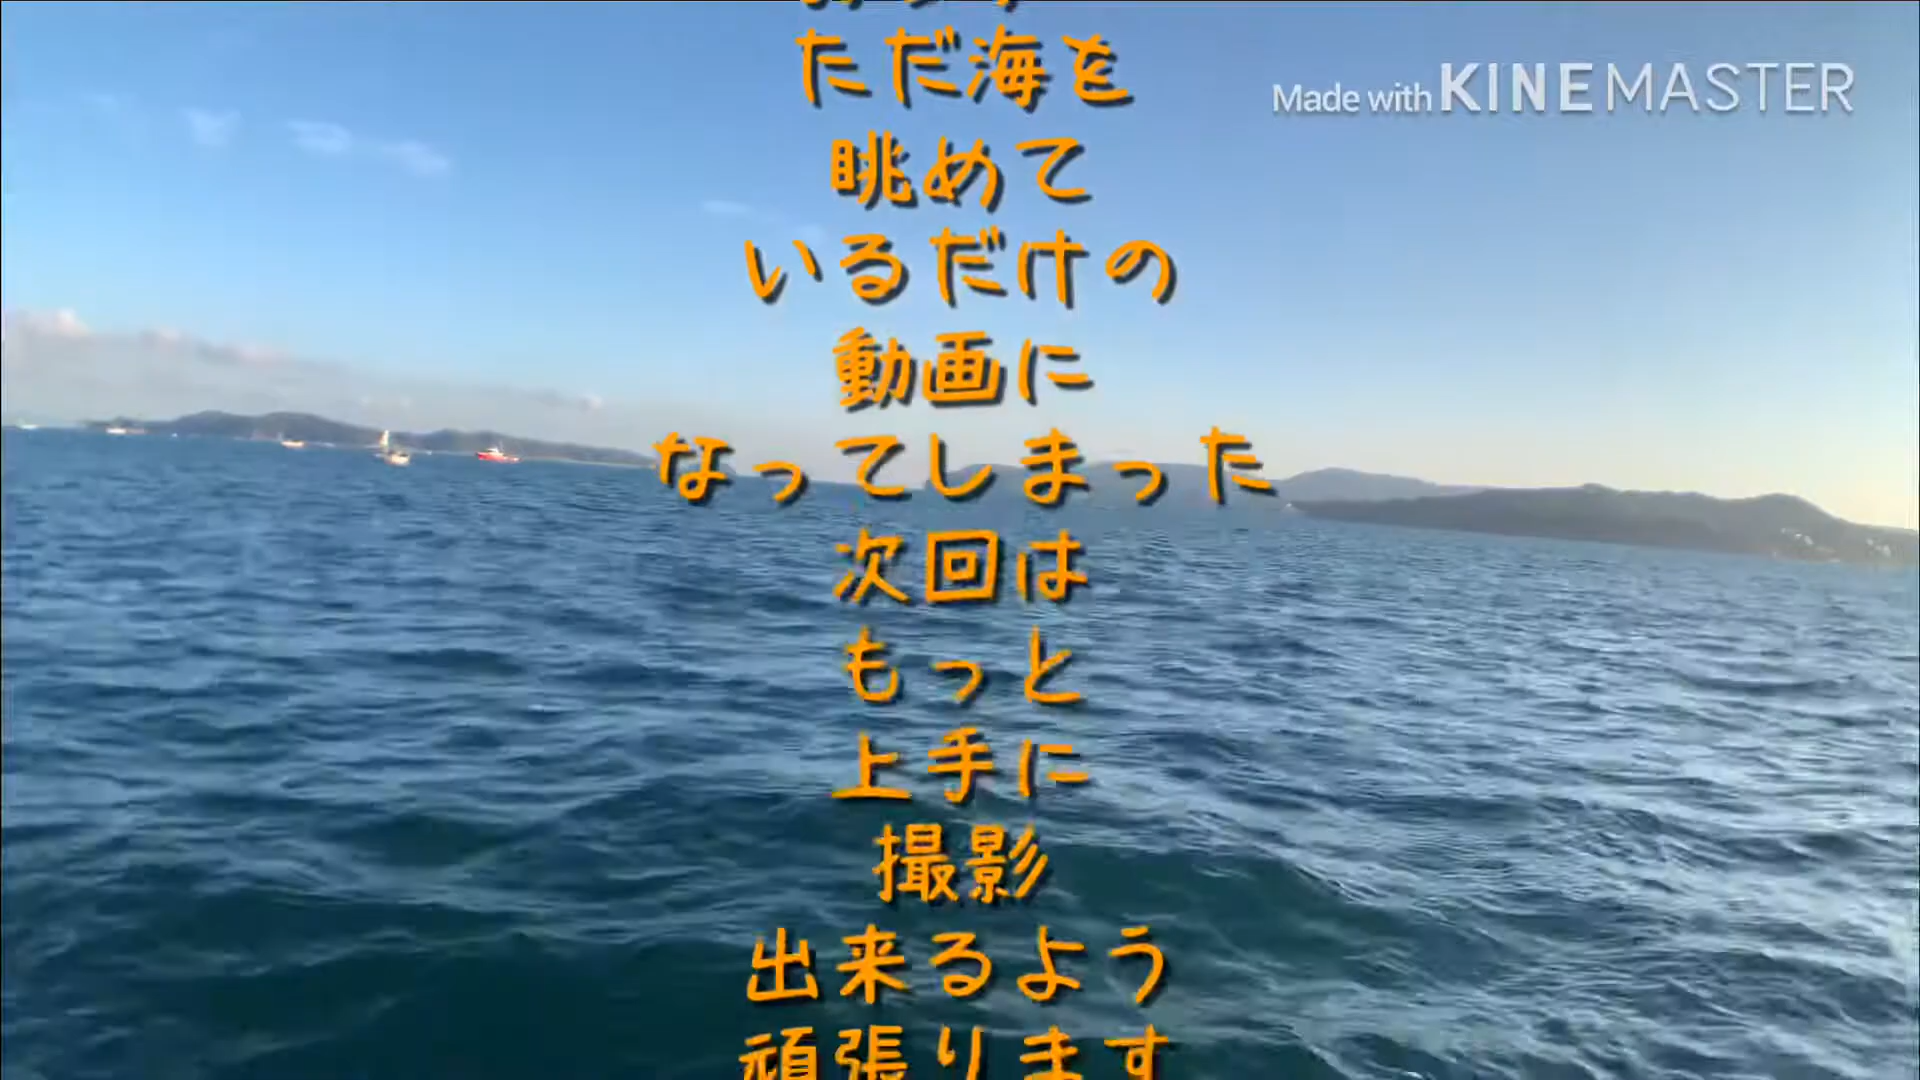 ただ海を
眺めて
いるだけの
動画に
なってしまった
次回は
もっと
上手に
撮影
出来るよう
頑張ります
Made with KINEMASTER